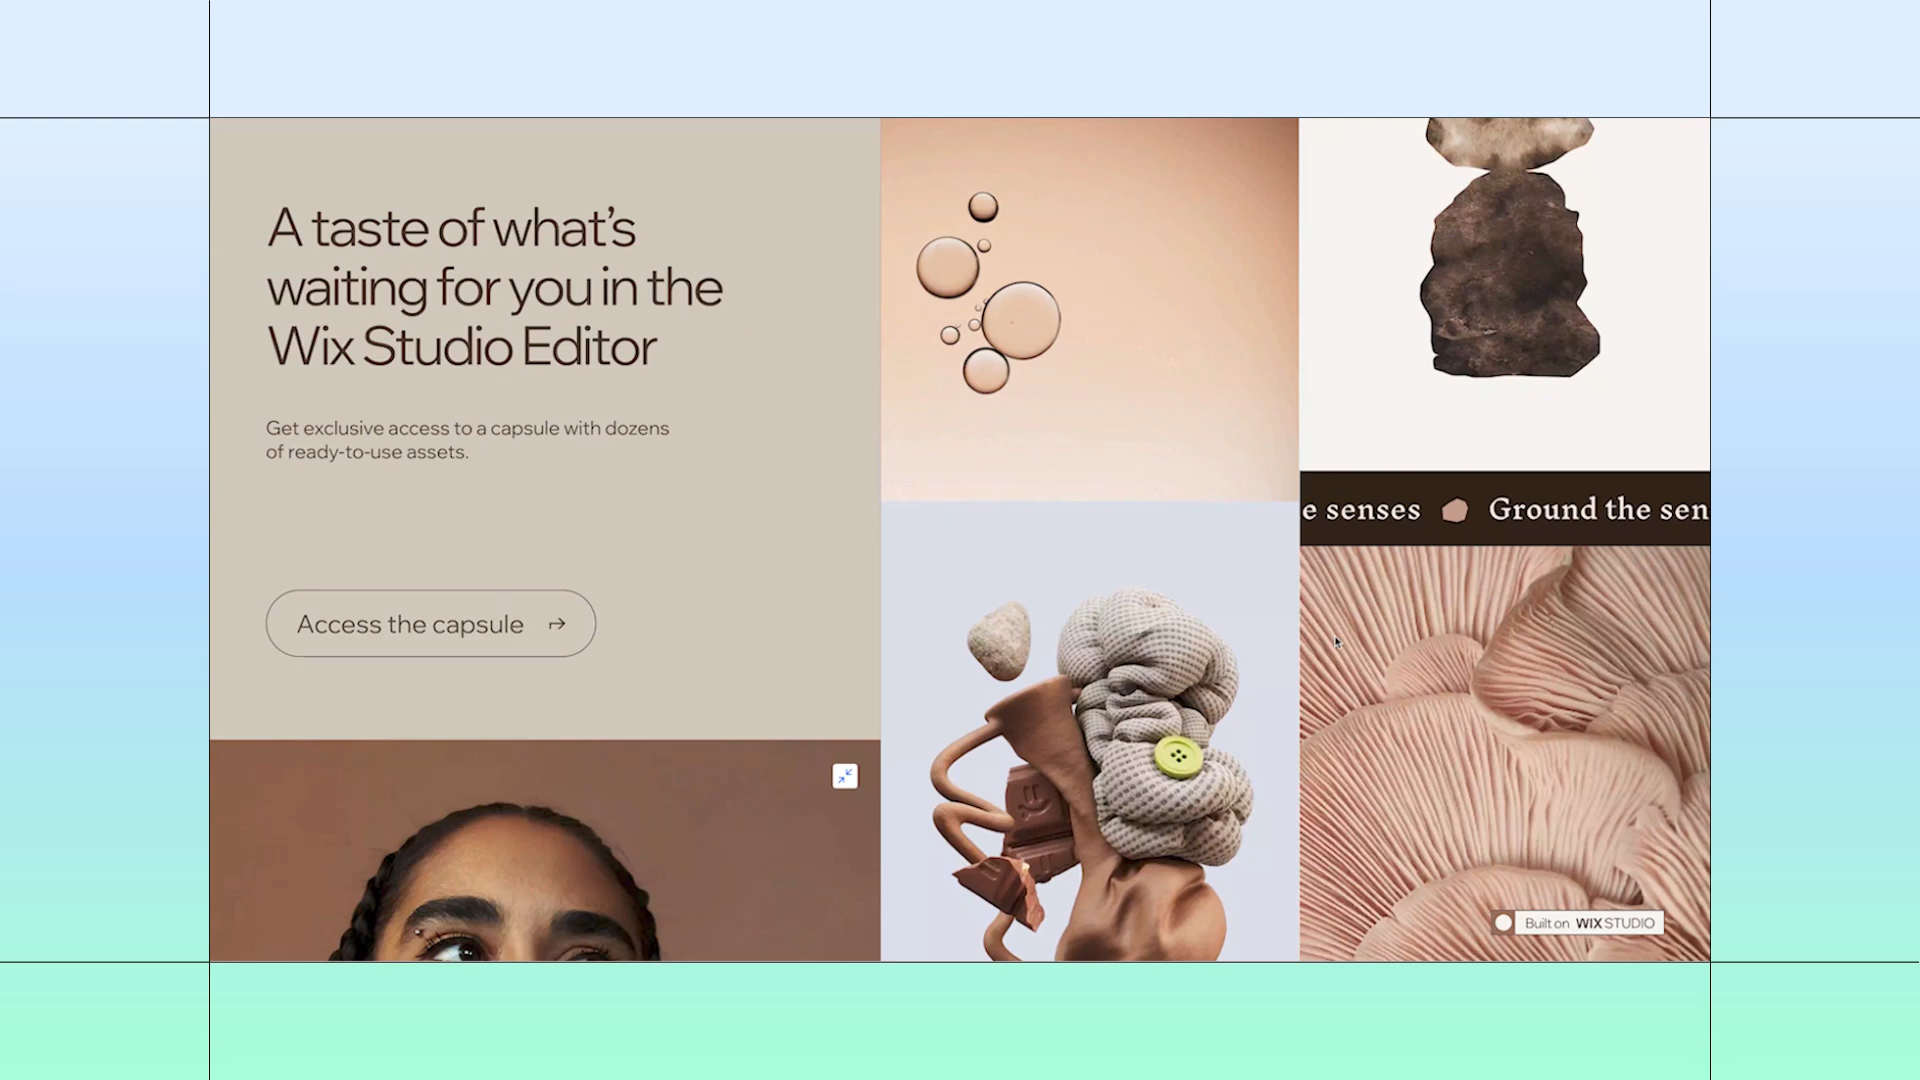 A taste of what's
waiting for you in the
Wix Studio Editor
Get exclusive access to a capsule with dozens
of ready-to-use assets.
Access the capsule
e senses Ground the sen
Built on WIX STUDIO